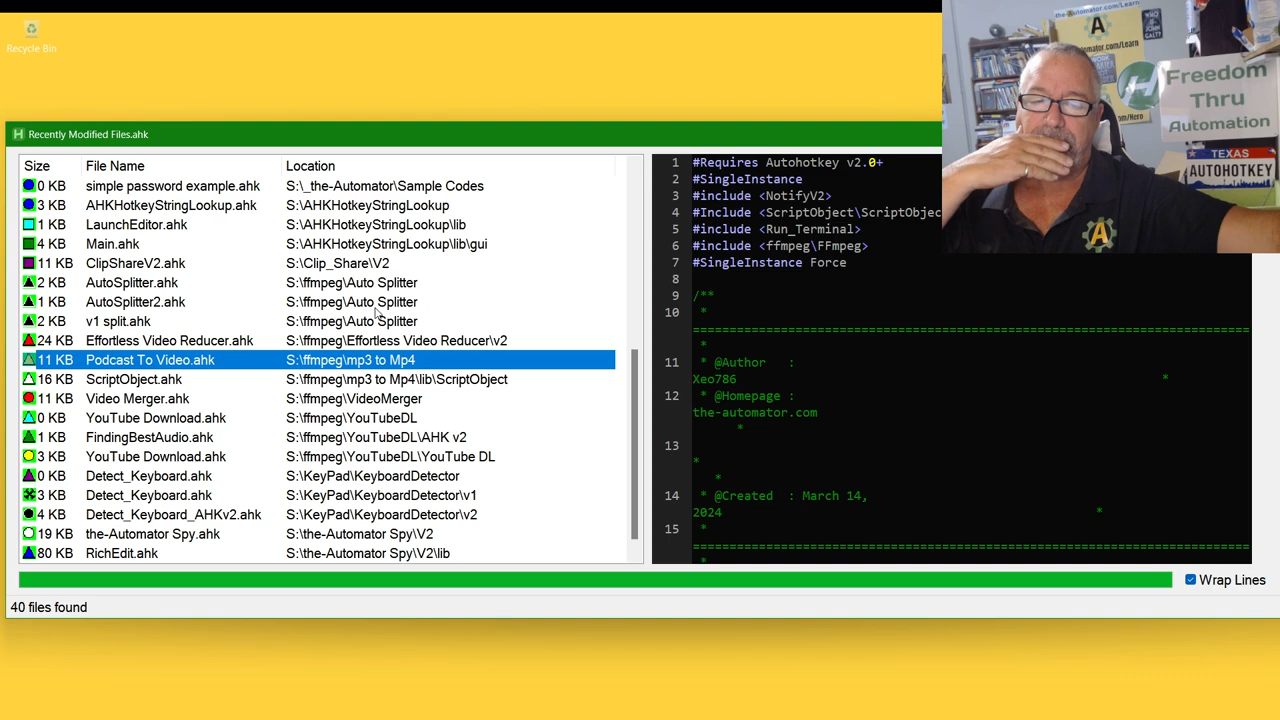 Recycle Bin
the-automator.com/Learn
A
WHO IS JOHN GALT?
Freedom
Thru
Automation
TEXAS
AUTOHOTKEY
Recently Modified Files.ahk
Size File Name Location
0 KB simple password example.ahk S:\_the-Automator\Sample Codes
3 KB AHKHotkeyStringLookup.ahk S:\AHKHotkeyStringLookup
1 KB LaunchEditor.ahk S:\AHKHotkeyStringLookup\lib
4 KB Main.ahk S:\AHKHotkeyStringLookup\lib\gui
11 KB ClipShareV2.ahk S:\Clip_Share\V2
2 KB AutoSplitter.ahk S:\ffmpeg\Auto Splitter
1 KB AutoSplitter2.ahk S:\ffmpeg\Auto Splitter
2 KB v1 split.ahk S:\ffmpeg\Auto Splitter
24 KB Effortless Video Reducer.ahk S:\ffmpeg\Effortless Video Reducer\v2
11 KB Podcast To Video.ahk S:\ffmpeg\mp3 to Mp4
16 KB ScriptObject.ahk S:\ffmpeg\mp3 to Mp4\lib\ScriptObject
11 KB Video Merger.ahk S:\ffmpeg\VideoMerger
0 KB YouTube Download.ahk S:\ffmpeg\YouTubeDL
1 KB FindingBestAudio.ahk S:\ffmpeg\YouTubeDL\AHK v2
3 KB YouTube Download.ahk S:\ffmpeg\YouTubeDL\YouTube DL
0 KB Detect_Keyboard.ahk S:\KeyPad\KeyboardDetector
3 KB Detect_Keyboard.ahk S:\KeyPad\KeyboardDetector\v1
4 KB Detect_Keyboard_AHKv2.ahk S:\KeyPad\KeyboardDetector\v2
19 KB the-Automator Spy.ahk S:\the-Automator Spy\V2
80 KB RichEdit.ahk S:\the-Automator Spy\V2\lib
1 #Requires Autohotkey v2.0+
2 #SingleInstance
3 #include <NotifyV2>
4 #Include <ScriptObject\ScriptObjec
5 #include <Run_Terminal>
6 #include <ffmpeg\FFmpeg>
7 #SingleInstance Force
8
9 /**
10 *
============================================================================
*
11 * @Author :
Xeo786 *
12 * @Homepage :
the-automator.com
*
13
*
*
14 * @Created : March 14,
2024 *
15 *
============================================================================
*
Wrap Lines
40 files found